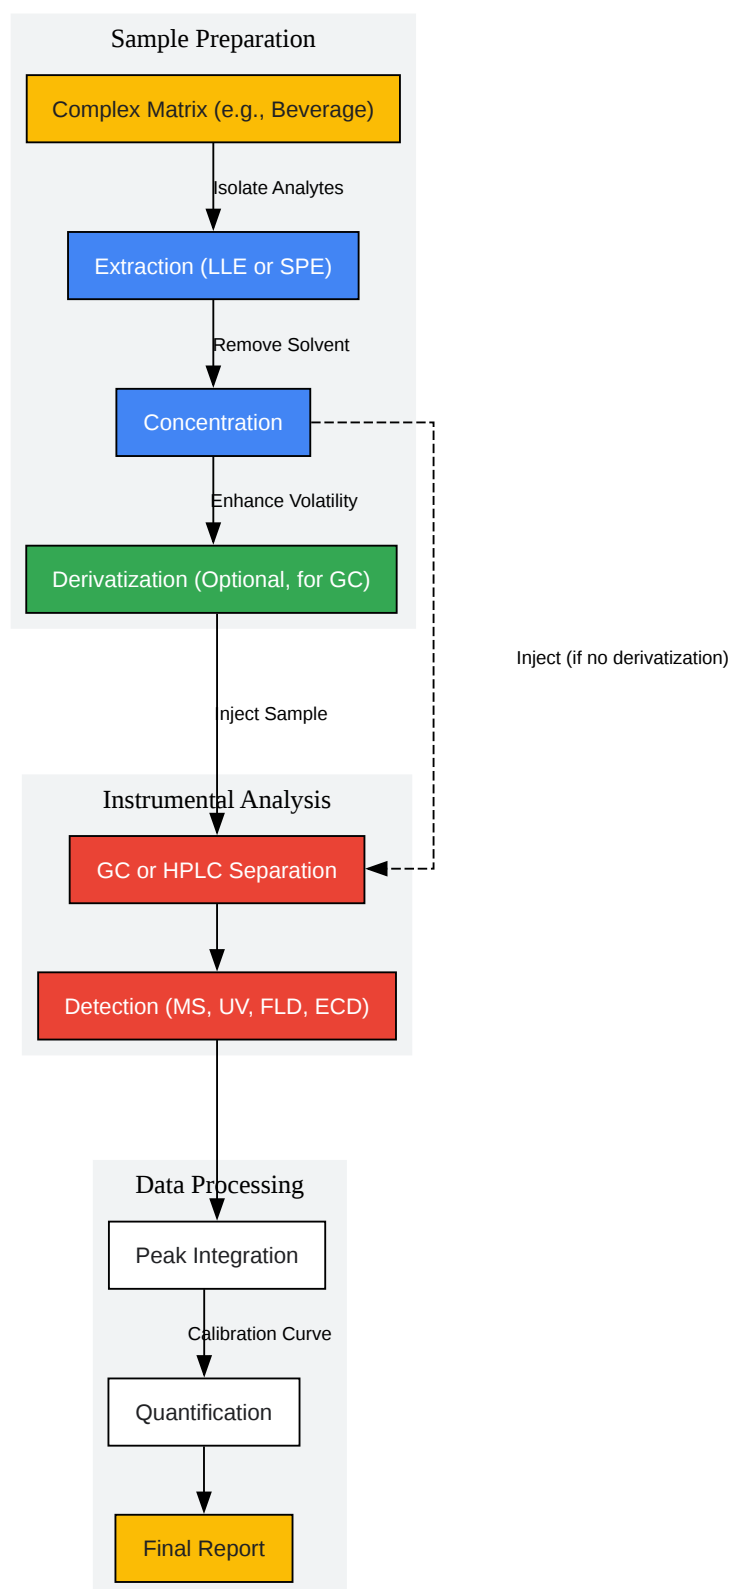 Sample Preparation
Complex Matrix (e.g., Beverage)
Isolate Analytes
Extraction (LLE or SPE)
Remove Solvent
Concentration
Enhance Volatility
Derivatization (Optional, for GC)
Inject (if no derivatization)
Inject Sample
Instrumental Analysis
GC or HPLC Separation
Detection (MS, UV, FLD, ECD)
Data Processing
Peak Integration
Calibration Curve
Quantification
Final Report